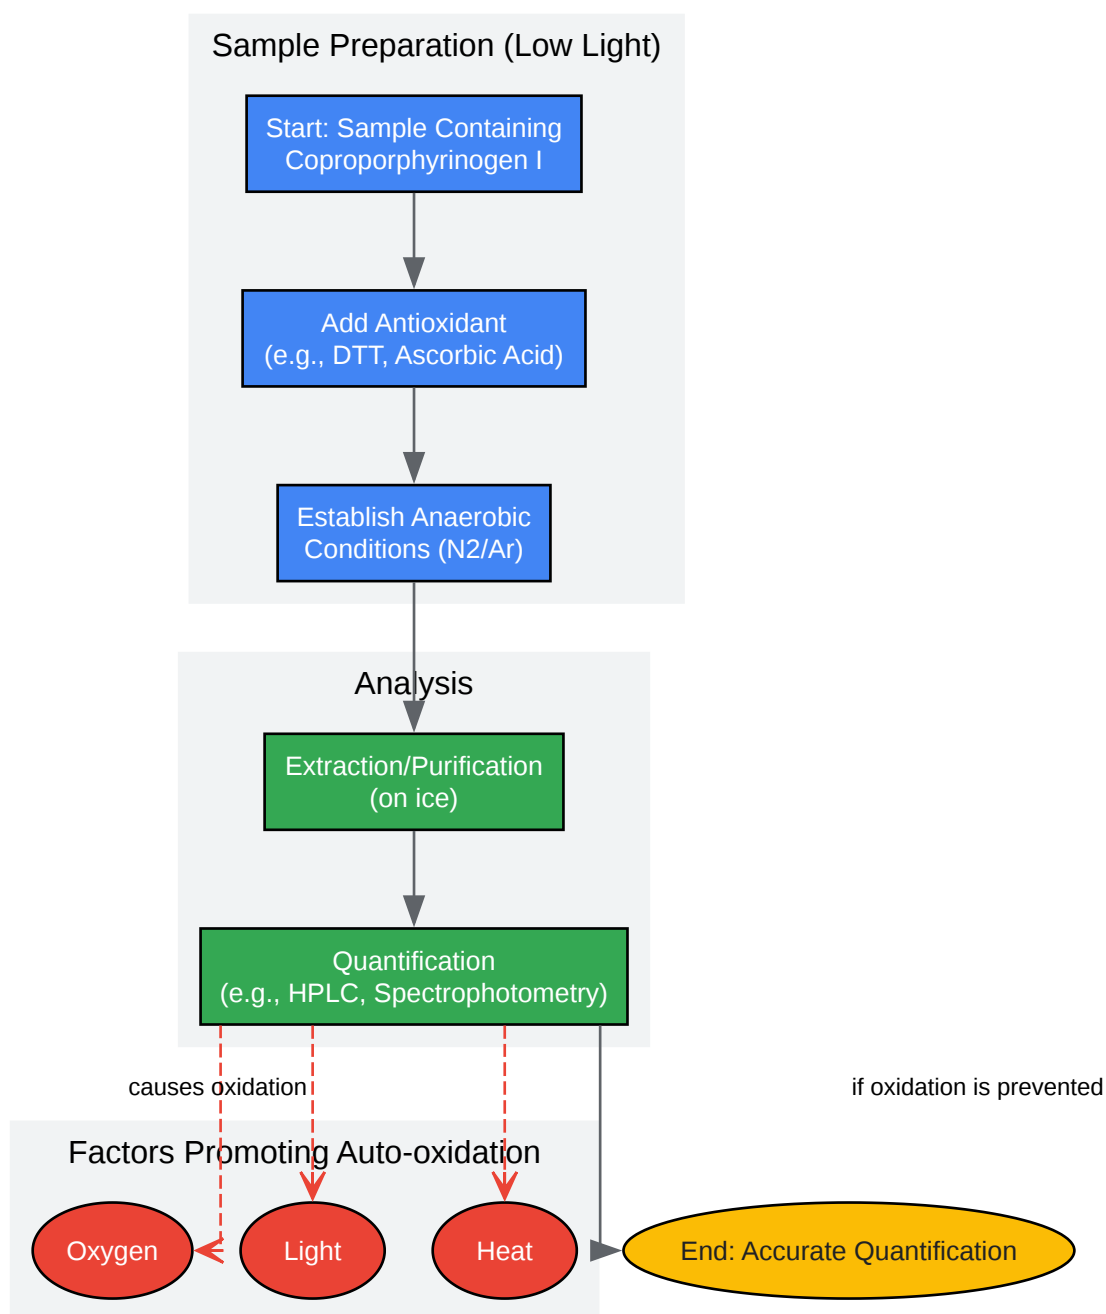 Sample Preparation (Low Light)
Start: Sample Containing
Coproporphyrinogen I
Add Antioxidant
(e.g., DTT, Ascorbic Acid)
Establish Anaerobic
Conditions (N2/Ar)
Analysis
Extraction/Purification
(on ice)
Quantification
(e.g., HPLC, Spectrophotometry)
causes oxidation
if oxidation is prevented
Factors Promoting Auto-oxidation
Oxygen
Light
Heat
End: Accurate Quantification